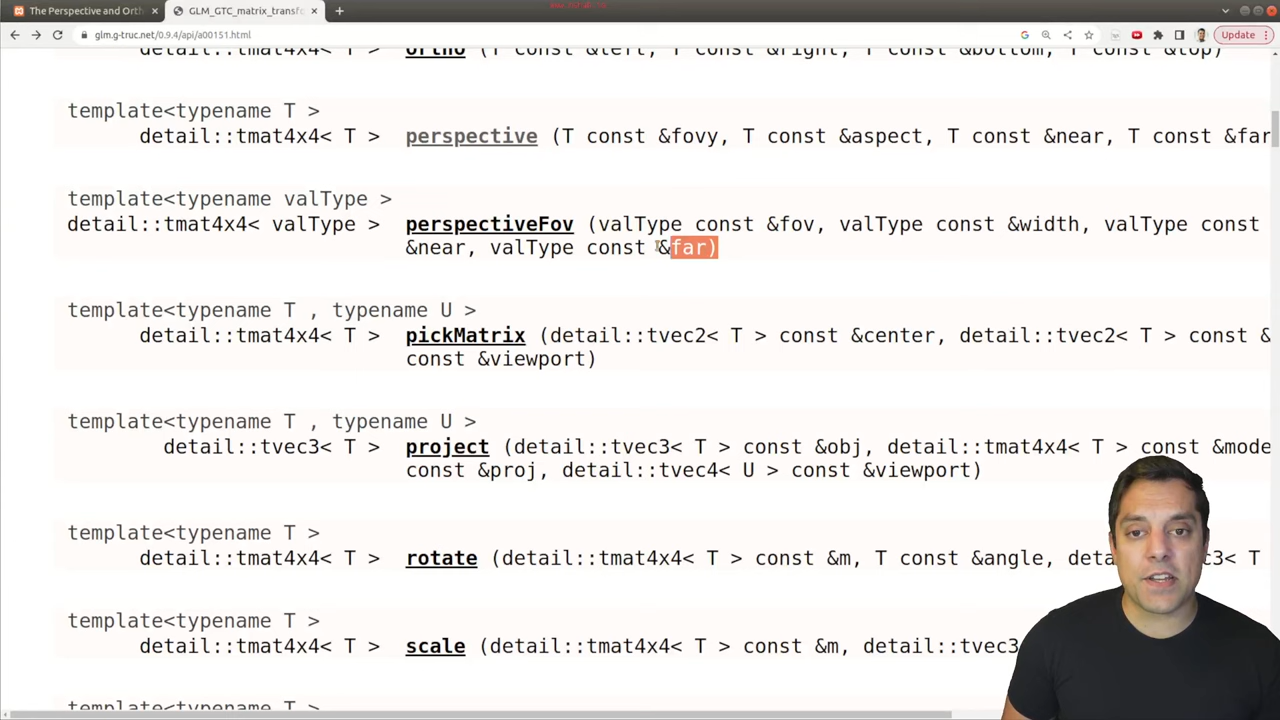 The Perspective and Orth
GLM_GTC_matrix_transfo
Update
glm.g-truc.net/0.9.4/api/a00151.html
ortho (T const &left, T const &right, T const &bottom, T const &top)
template<typename T >
detail::tmat4x4< T > perspective (T const &fovy, T const &aspect, T const &near, T const &far
template<typename valType >
detail::tmat4x4< valType > perspectiveFov (valType const &fov, valType const &width, valType const
&near, valType const &far)
template<typename T , typename U >
detail::tmat4x4< T > pickMatrix (detail::tvec2< T > const &center, detail::tvec2< T > const &
const &viewport)
template<typename T , typename U >
detail::tvec3< T > project (detail::tvec3< T > const &obj, detail::tmat4x4< T > const &mode
const &proj, detail::tvec4< U > const &viewport)
template<typename T >
detail::tmat4x4< T > rotate (detail::tmat4x4< T > const &m, T const &angle, deta c3< T
template<typename T >
detail::tmat4x4< T > scale (detail::tmat4x4< T > const &m, detail::tvec3